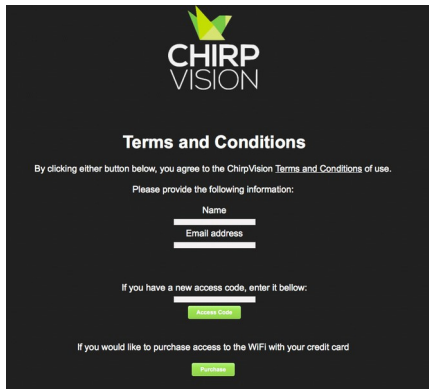 CHIRP
VISION
Terms and Conditions
By clicking either button below, you agree to the ChirpVision Terms and Conditions of use.
Please provide the following information:
Name
Email address
If you have a new access code, enter it bellow:
Access Code
If you would like to purchase access to the WiFi with your credit card
Purchase